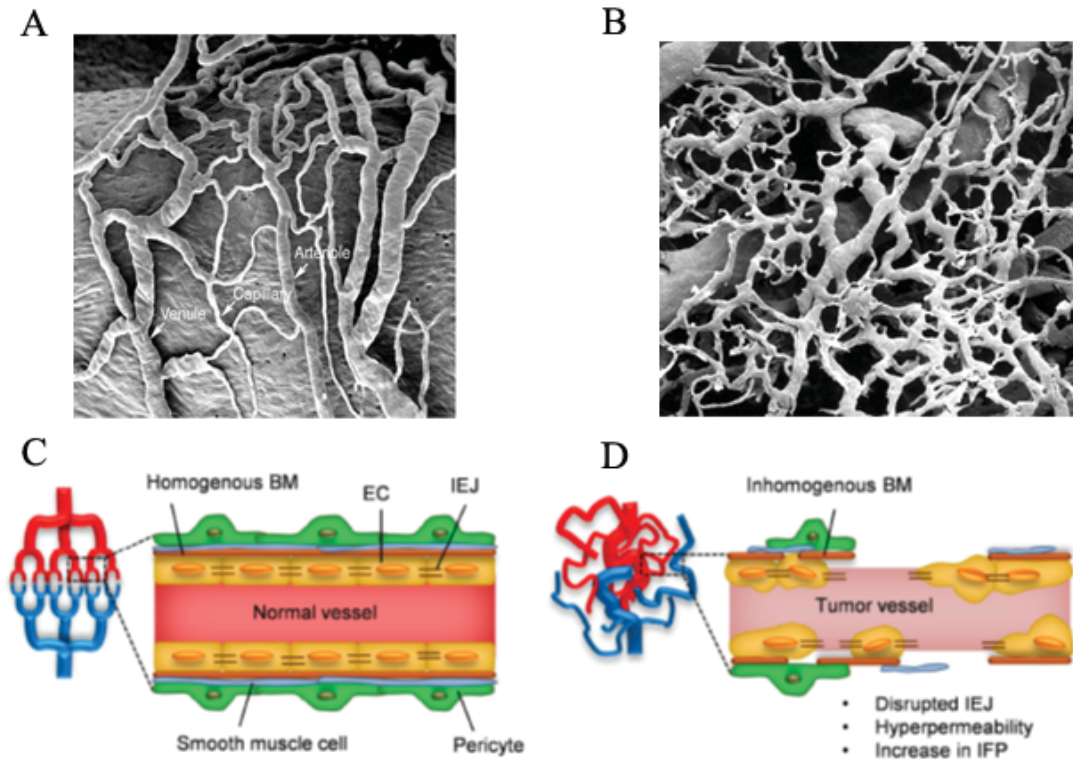 A
B
Arteriole
Capillary
Venule
C
D
Homogenous BM
EC
IEJ
Inhomogenous BM
Normal vessel
Tumor vessel
Smooth muscle cell
Pericyte
• Disrupted IEJ
• Hyperpermeability
• Increase in IFP